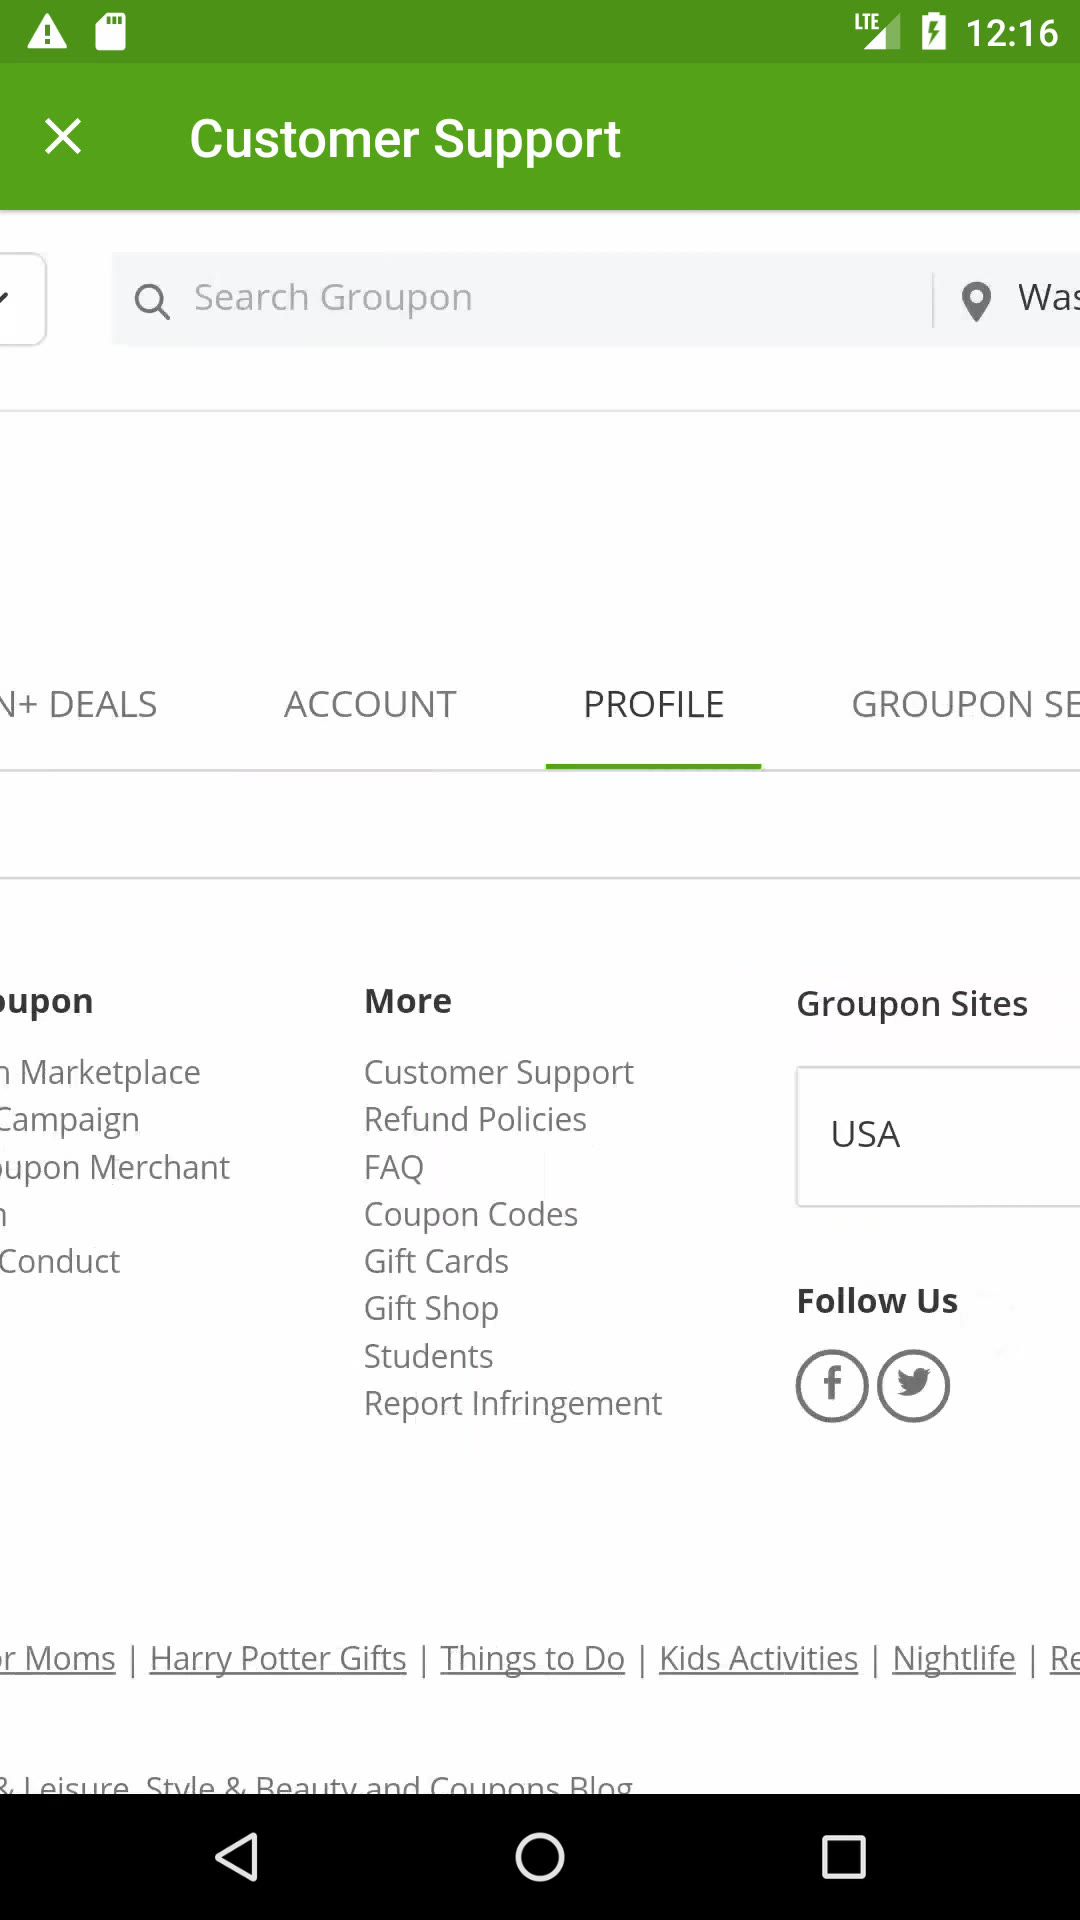 LTE 12:16
Customer Support
Search Groupon Was
N+ DEALS ACCOUNT PROFILE GROUPON SE
oupon
n Marketplace
Campaign
oupon Merchant
n
Conduct
More
Customer Support
Refund Policies
FAQ
Coupon Codes
Gift Cards
Gift Shop
Students
Report Infringement
Groupon Sites
USA
Follow Us
or Moms | Harry Potter Gifts | Things to Do | Kids Activities | Nightlife | Re
& Leisure, Style & Beauty and Coupons Blog